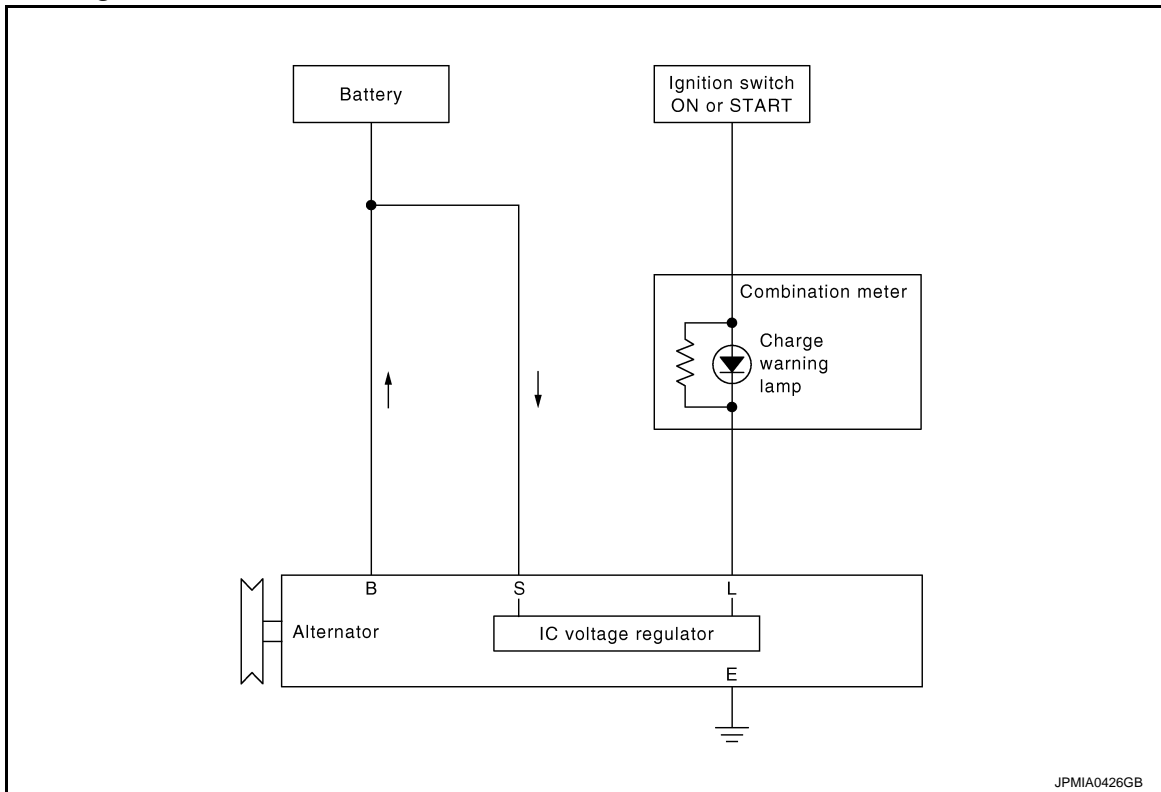 Battery
Ignition switch
ON or START
Combination meter
Charge
warning
lamp
B
S
L
Alternator
IC voltage regulator
E
JPMIA0426GB